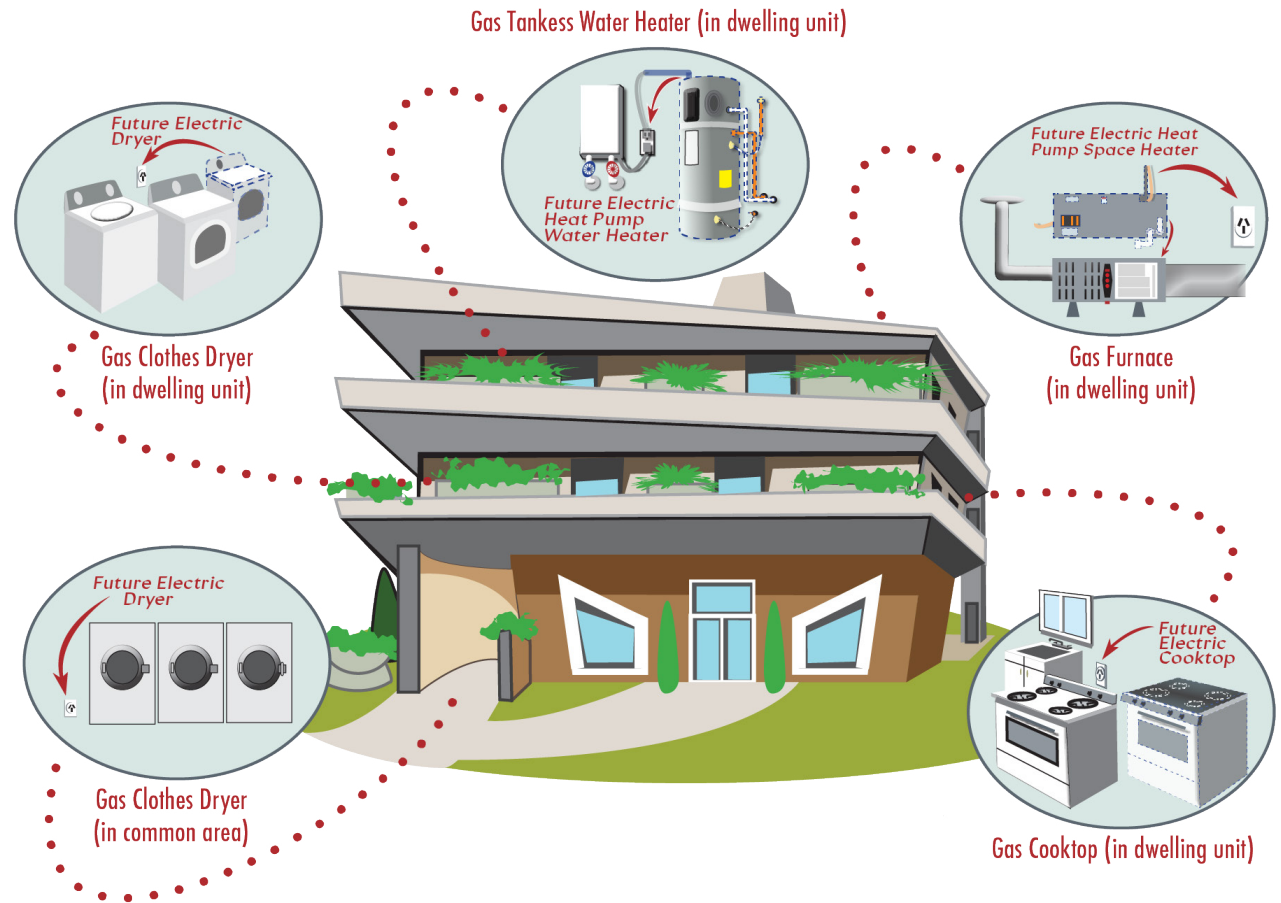 Gas Tankess Water Heater (in dwelling unit)
Future Electric
Heat Pump
Water Heater
Future Electric
Dryer
Gas Clothes Dryer
(in dwelling unit)
Future Electric Heat
Pump Space Heater
Gas Furnace
(in dwelling unit)
Future Electric
Dryer
Gas Clothes Dryer
(in common area)
Future
Electric
Cooktop
Gas Cooktop (in dwelling unit)